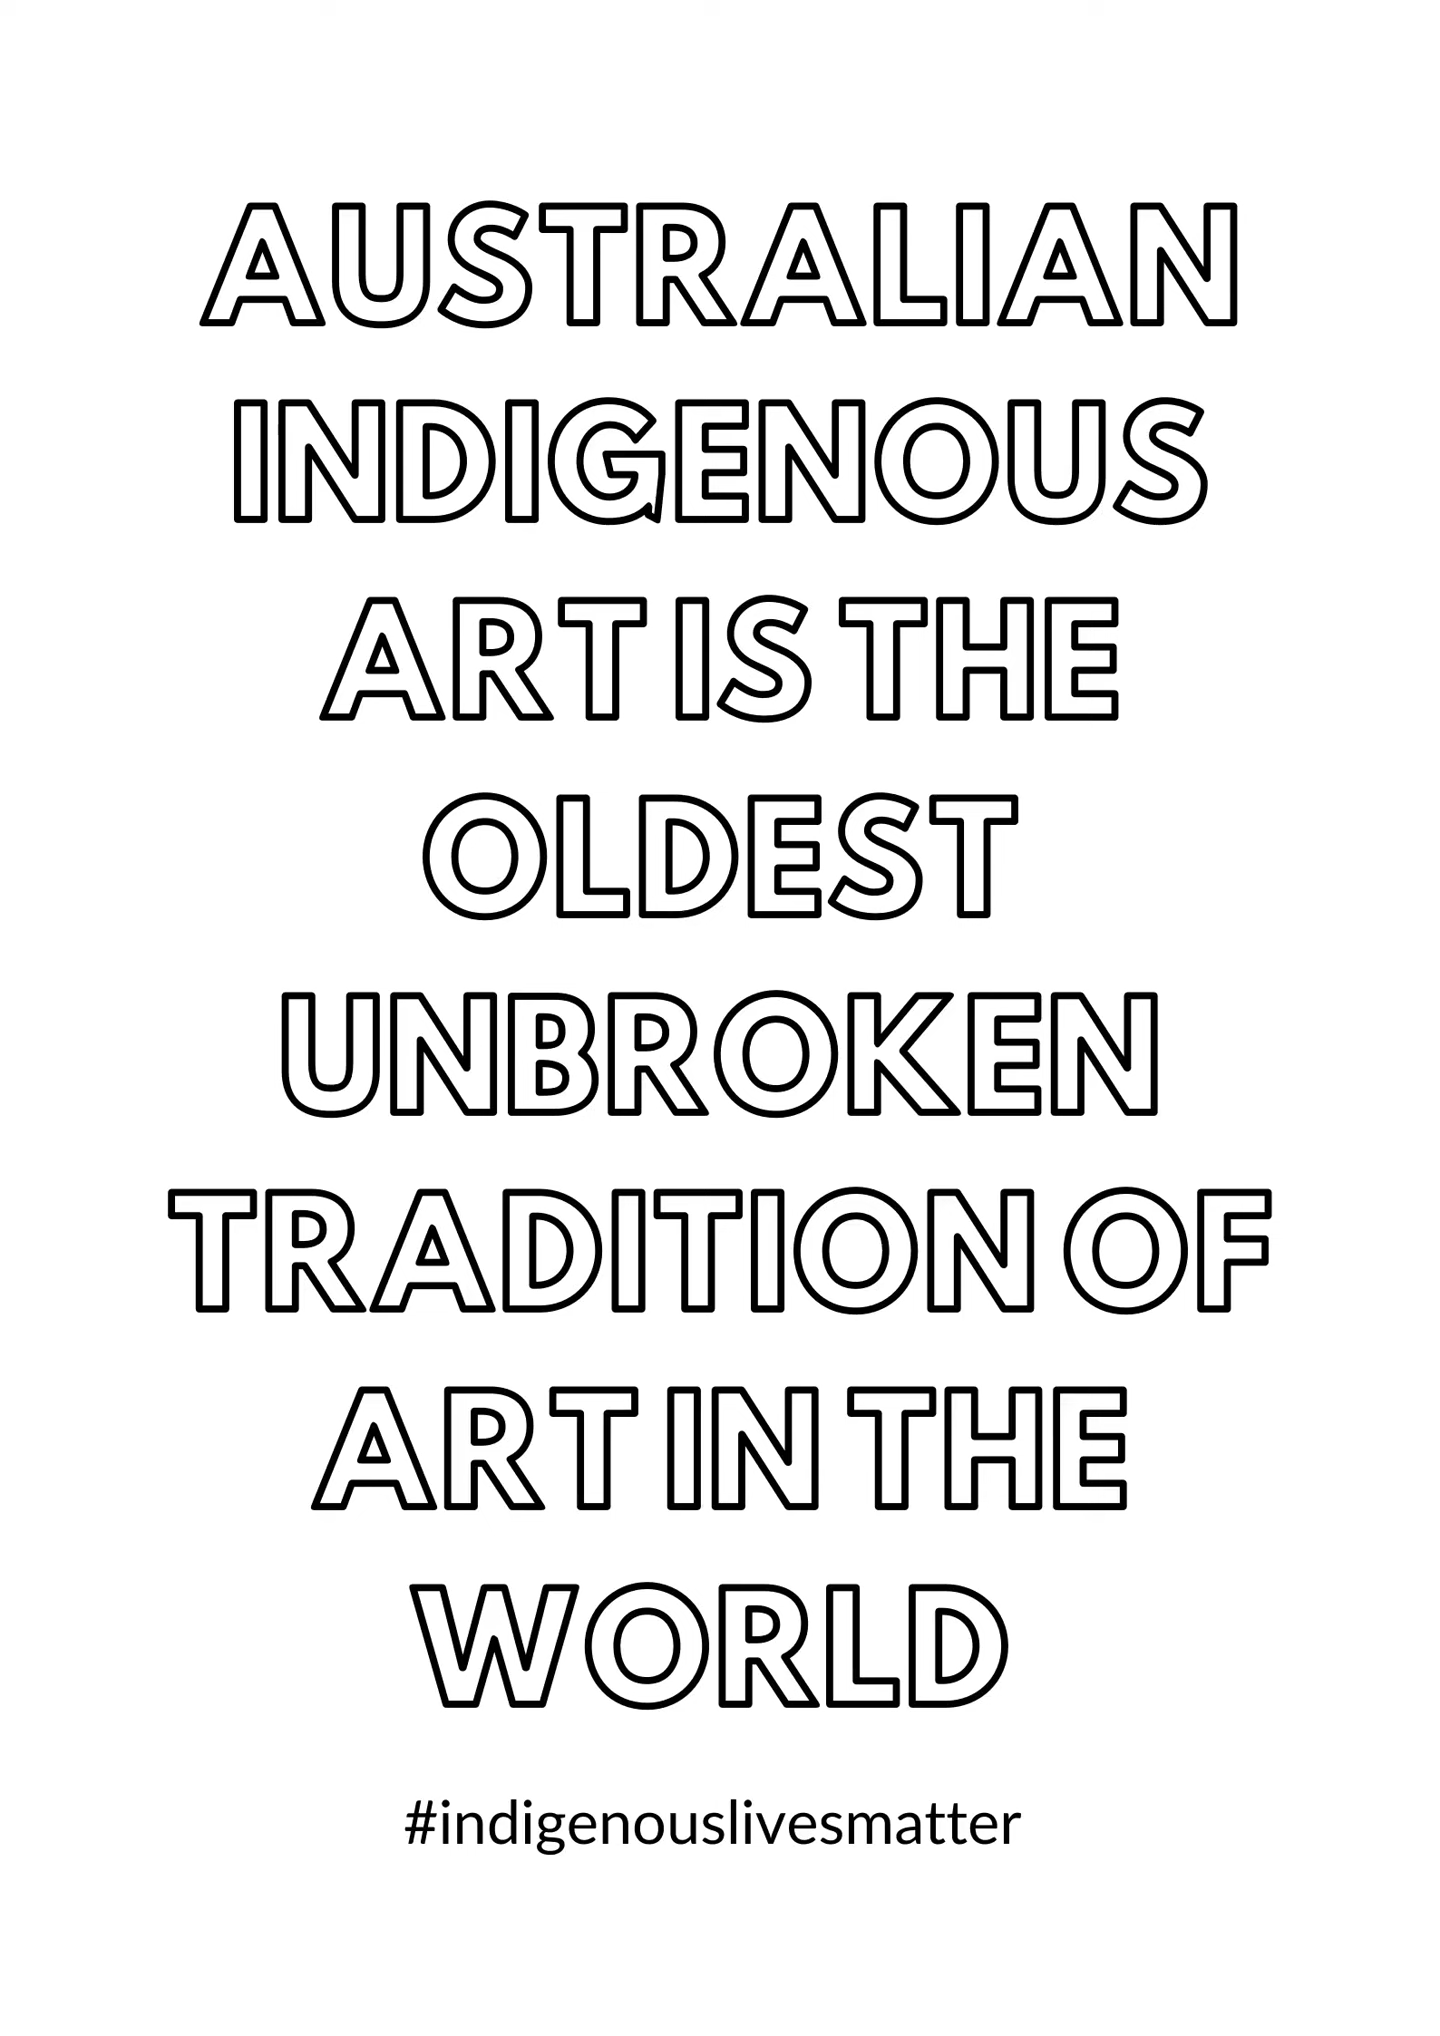 AUSTRALIAN
INDIGENOUS
ART IS THE
OLDEST
UNBROKEN
TRADITION OF
ART IN THE
WORLD
#indigenouslivesmatter